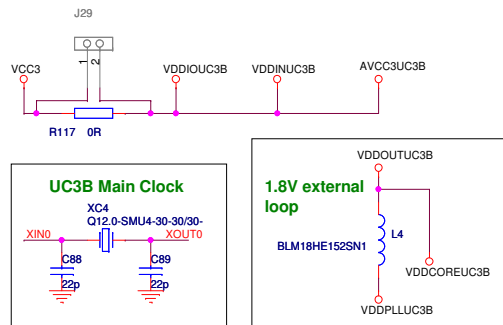 J29
1
2
VCC3
VDDIOUC3B
VDDINUC3B
AVCC3UC3B
R117 0R
UC3B Main Clock
XC4
Q12.0-SMU4-30-30/30-
XIN0
XOUT0
C88
22p
C89
22p
1.8V external
loop
VDDOUTUC3B
L4
BLM18HE152SN1
VDDCOREUC3B
VDDPLLUC3B